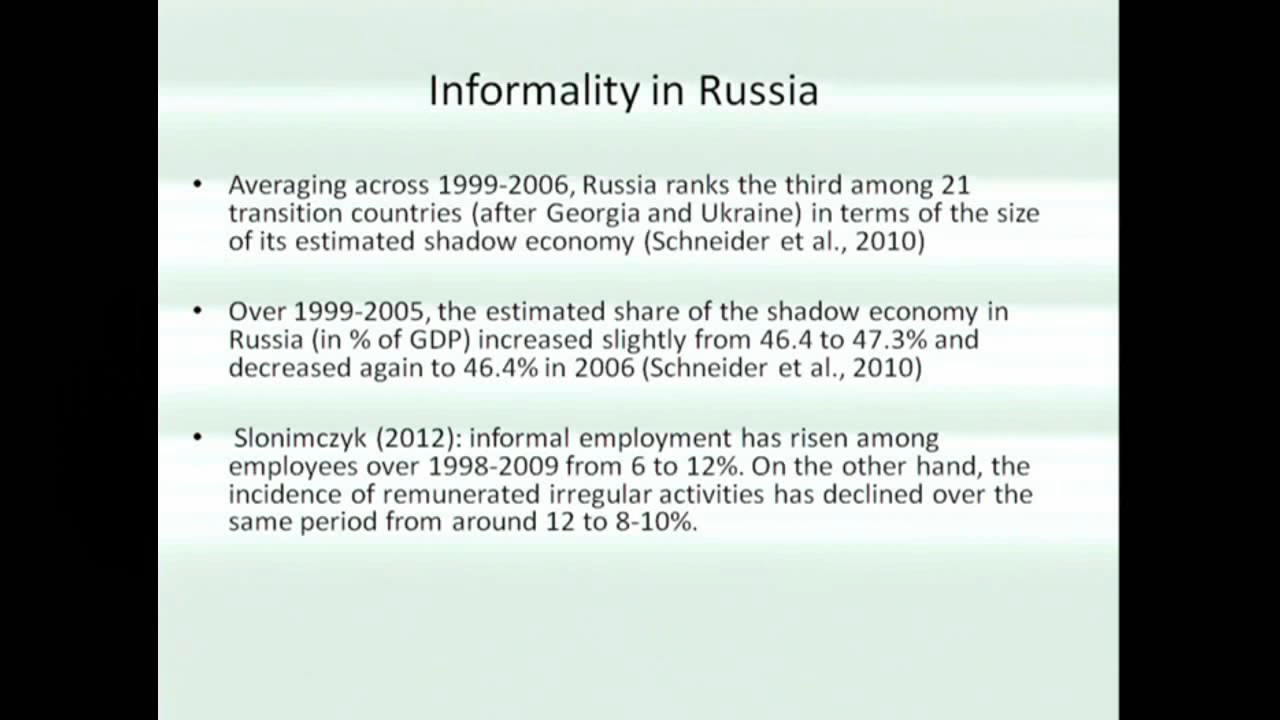 Informality in Russia
• Averaging across 1999-2006, Russia ranks the third among 21
transition countries (after Georgia and Ukraine) in terms of the size
of its estimated shadow economy (Schneider et al., 2010)
• Over 1999-2005, the estimated share of the shadow economy in
Russia (in % of GDP) increased slightly from 46.4 to 47.3% and
decreased again to 46.4% in 2006 (Schneider et al., 2010)
• Slonimczyk (2012): informal employment has risen among
employees over 1998-2009 from 6 to 12%. On the other hand, the
incidence of remunerated irregular activities has declined over the
same period from around 12 to 8-10%.